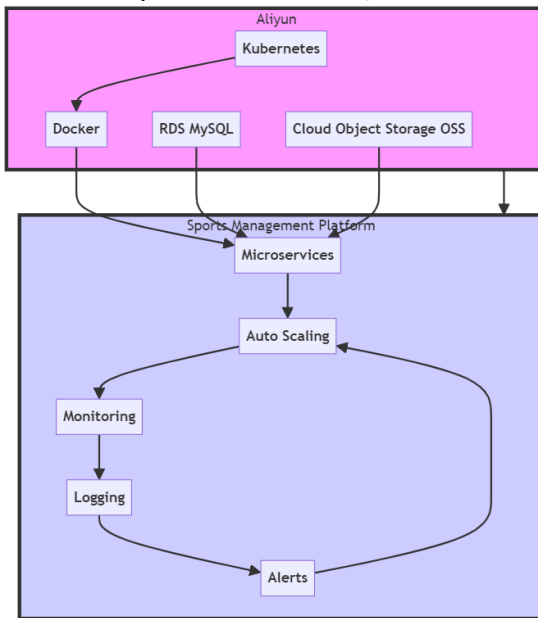 Aliyun
Kubernetes
Docker
RDS MySQL
Cloud Object Storage OSS
Sports Management Platform
Microservices
Auto Scaling
Monitoring
Logging
Alerts